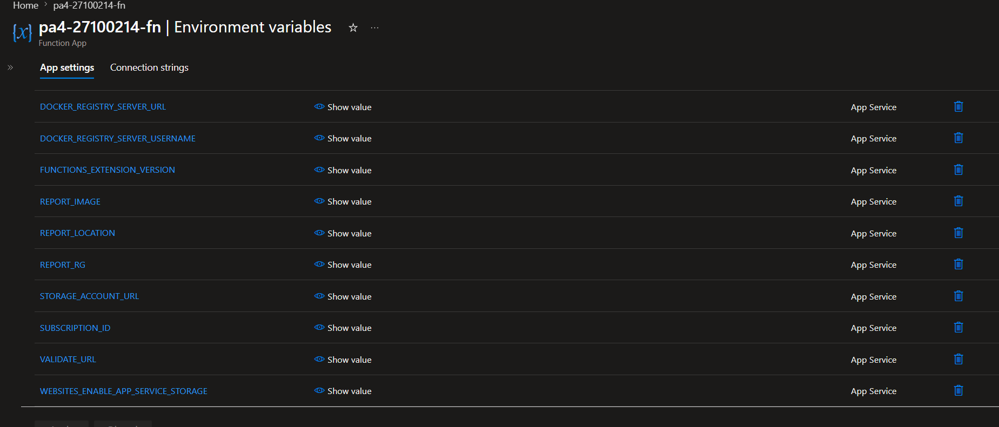 Home > pa4-27100214-fn
pa4-27100214-fn | Environment variables
Function App
App settings Connection strings
DOCKER_REGISTRY_SERVER_URL Show value App Service
DOCKER_REGISTRY_SERVER_USERNAME Show value App Service
FUNCTIONS_EXTENSION_VERSION Show value App Service
REPORT_IMAGE Show value App Service
REPORT_LOCATION Show value App Service
REPORT_RG Show value App Service
STORAGE_ACCOUNT_URL Show value App Service
SUBSCRIPTION_ID Show value App Service
VALIDATE_URL Show value App Service
WEBSITES_ENABLE_APP_SERVICE_STORAGE Show value App Service